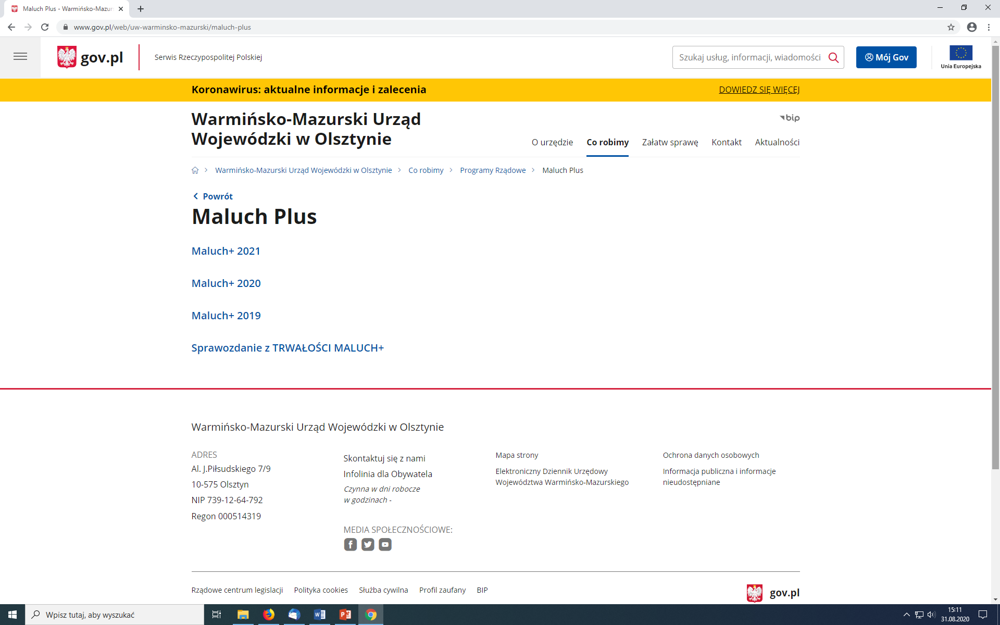 Maluch Plus - Warmińsko-Mazur
www.gov.pl/web/uw-warminsko-mazurski/maluch-plus
gov.pl
Serwis Rzeczypospolitej Polskiej
Szukaj usług, informacji, wiadomości
Mój Gov
Unia Europejska
Koronawirus: aktualne informacje i zalecenia
DOWIEDZ SIĘ WIĘCEJ
Warmińsko-Mazurski Urząd
Wojewódzki w Olsztynie
bip
O urzędzie Co robimy Załatw sprawę Kontakt Aktualności
Warmińsko-Mazurski Urząd Wojewódzki w Olsztynie > Co robimy > Programy Rządowe > Maluch Plus
Powrót
Maluch Plus
Maluch+ 2021
Maluch+ 2020
Maluch+ 2019
Sprawozdanie z TRWAŁOŚCI MALUCH+
Warmińsko-Mazurski Urząd Wojewódzki w Olsztynie
ADRES
Al. J.Piłsudskiego 7/9
10-575 Olsztyn
NIP 739-12-64-792
Regon 000514319
Skontaktuj się z nami
Infolinia dla Obywatela
Czynna w dni robocze
w godzinach -
MEDIA SPOŁECZNOŚCIOWE:
Mapa strony
Elektroniczny Dziennik Urzędowy
Województwa Warmińsko-Mazurskiego
Ochrona danych osobowych
Informacja publiczna i informacje
nieudostępniane
Rządowe centrum legislacji Polityka cookies Służba cywilna Profil zaufany BIP
gov.pl
Wpisz tutaj, aby wyszukać
15:11
31.08.2020